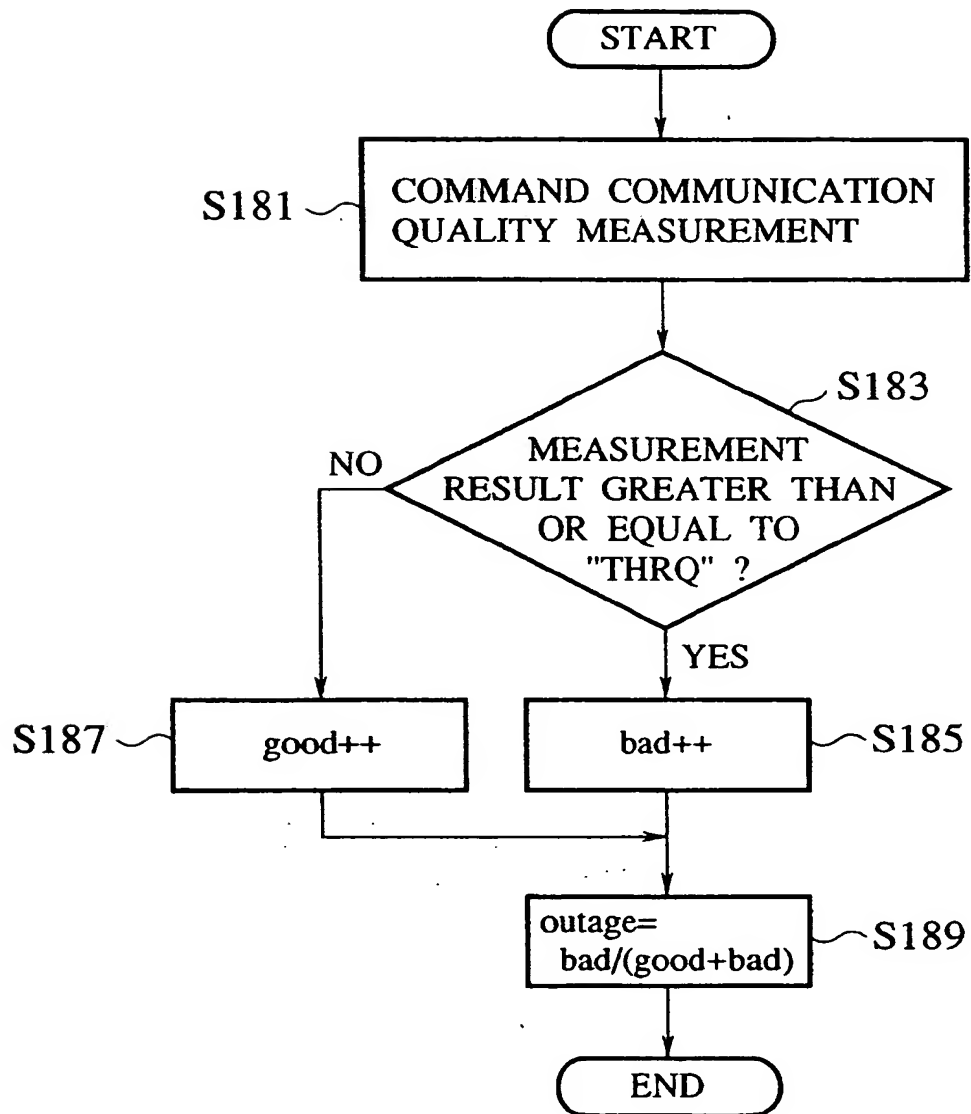 START
S181
COMMAND COMMUNICATION
QUALITY MEASUREMENT
S183
MEASUREMENT
RESULT GREATER THAN
OR EQUAL TO
"THRQ" ?
NO
YES
S187
good++
bad++
S185
outage=
bad/(good+bad)
S189
END